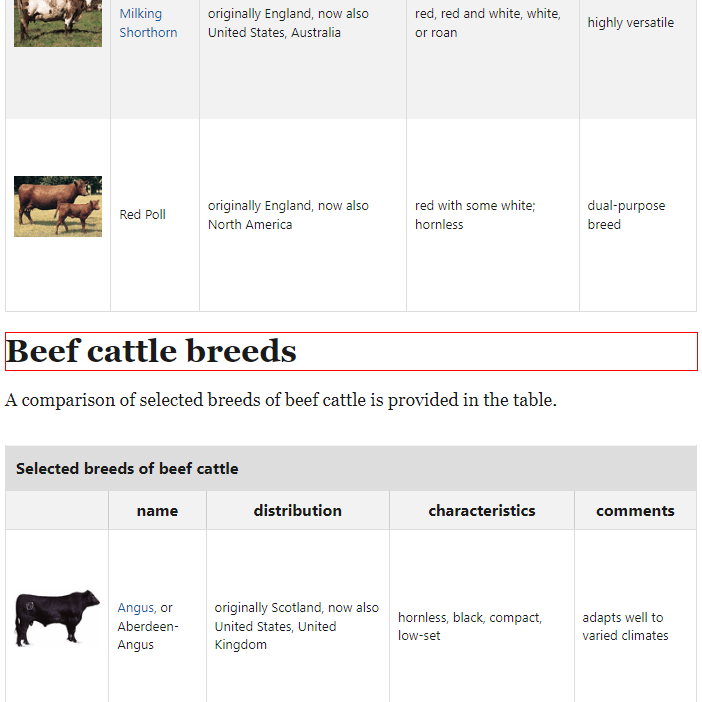 Milking
Shorthorn
originally England, now also
United States, Australia
red, red and white, white,
or roan
highly versatile
Red Poll
originally England, now also
North America
red with some white;
hornless
dual-purpose
breed
Beef cattle breeds
A comparison of selected breeds of beef cattle is provided in the table.
Selected breeds of beef cattle
name distribution characteristics comments
Angus, or
Aberdeen-
Angus
originally Scotland, now also
United States, United
Kingdom
hornless, black, compact,
low-set
adapts well to
varied climates